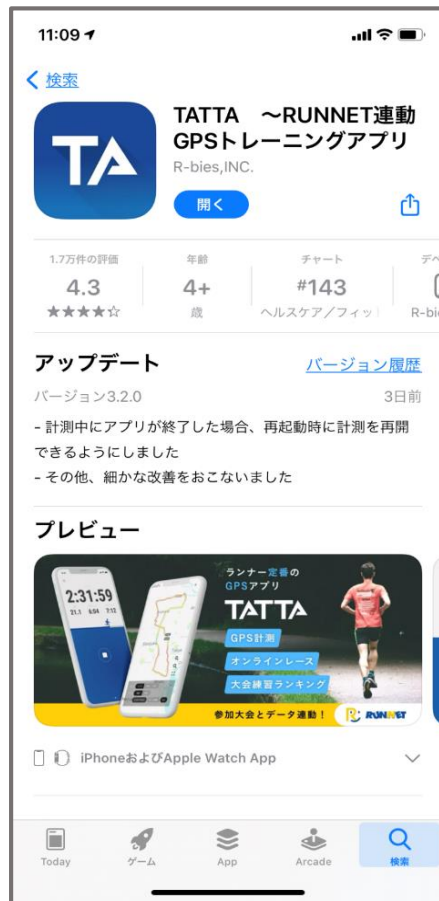 11:09
検索
TA
TATTA ～RUNNET連動
GPSトレーニングアプリ
R-bies,INC.
開く
1.7万件の評価
年齢
チャート
デベ
4.3
4+
#143
★★★★☆
歳
ヘルスケア／フィッ
R-bie
アップデート
バージョン履歴
バージョン3.2.0
3日前
- 計測中にアプリが終了した場合、再起動時に計測を再開
できるようにしました
- その他、細かな改善をおこないました
プレビュー
2:31:59
21.1 6:04 7:12
ランナー定番の
GPSアプリ
TATTA
GPS計測
オンラインレース
大会練習ランキング
参加大会とデータ連動！
RUNNET
iPhoneおよびApple Watch App
Today
ゲーム
App
Arcade
検索